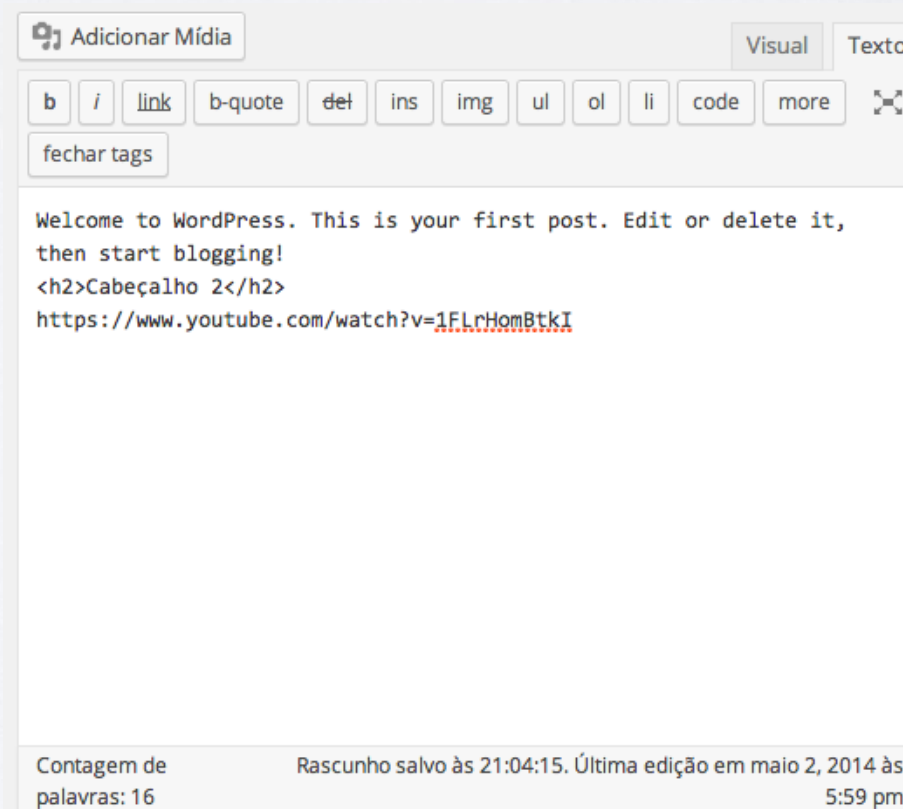 Adicionar Mídia
Visual Texto
b i link b-quote del ins img ul ol li code more
fechar tags
Welcome to WordPress. This is your first post. Edit or delete it,
then start blogging!
<h2>Cabeçalho 2</h2>
https://www.youtube.com/watch?v=1FLrHomBtkI
Contagem de
palavras: 16
Rascunho salvo às 21:04:15. Última edição em maio 2, 2014 às
5:59 pm